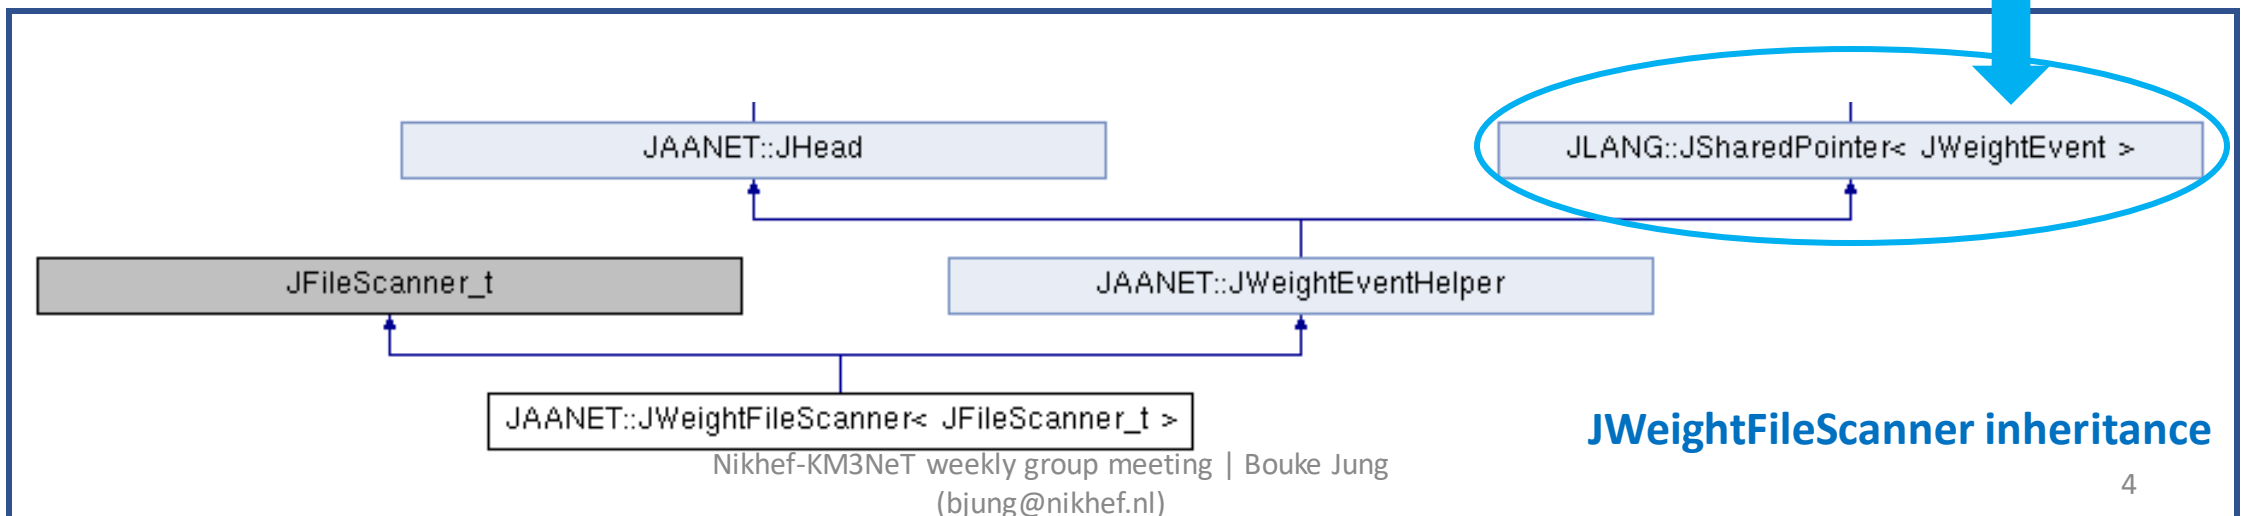 JAANET::JHead
JLANG::JSharedPointer< JWeightEvent >
JFileScanner_t
JAANET::JWeightEventHelper
JAANET::JWeightFileScanner< JFileScanner_t >
JWeightFileScanner inheritance
Nikhef-KM3NeT weekly group meeting | Bouke Jung
(bjung@nikhef.nl)
4